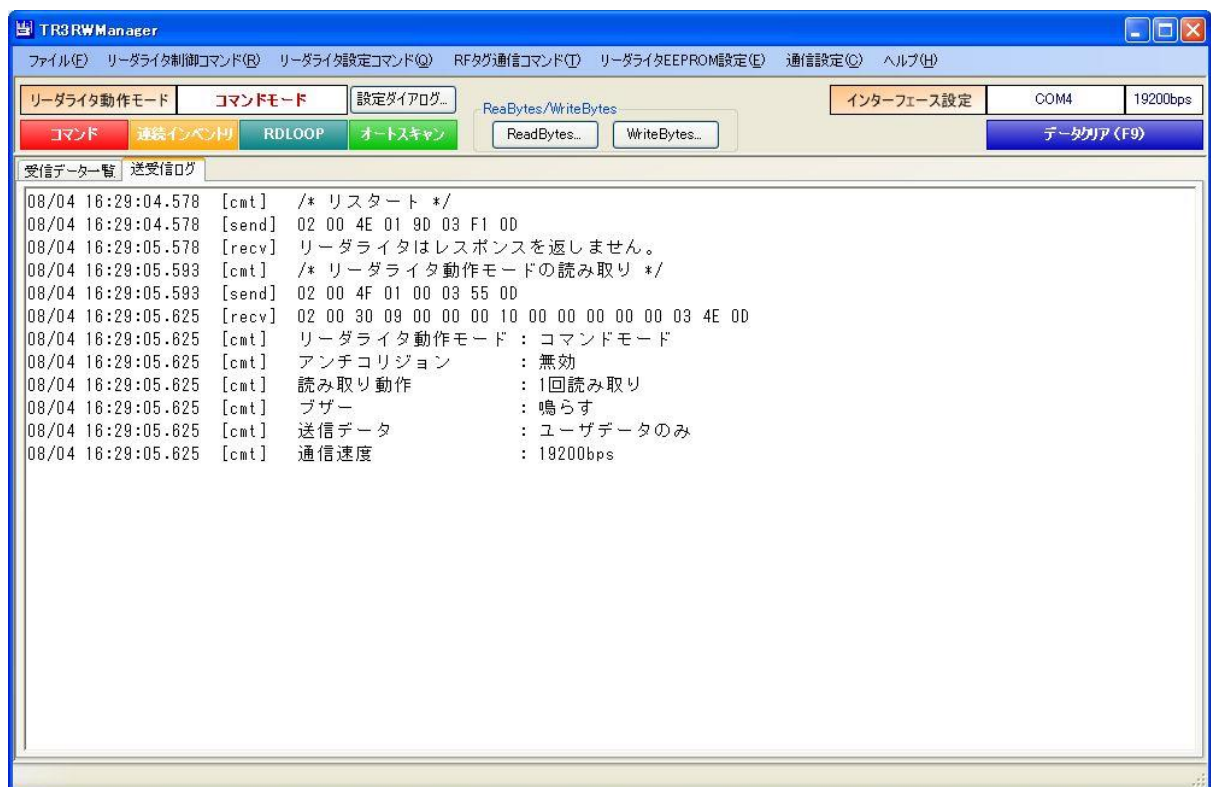 TR3RWManager
ファイル(F) リーダライタ制御コマンド(R) リーダライタ設定コマンド(Q) RFタグ通信コマンド(T) リーダライタEEPROM設定(E) 通信設定(C) ヘルプ(H)
リーダライタ動作モード コマンドモード 設定ダイアログ... ReaBytes/WriteBytes インターフェース設定 COM4 19200bps
コマンド 連続インベントリ RDLOOP オートスキャン ReadBytes... WriteBytes... データクリア(F9)
受信データ一覧 送受信ログ
08/04 16:29:04.578 [cmt] /* リスタート */
08/04 16:29:04.578 [send] 02 00 4E 01 9D 03 F1 0D
08/04 16:29:05.578 [recv] リーダライタはレスポンスを返しません。
08/04 16:29:05.593 [cmt] /* リーダライタ動作モードの読み取り */
08/04 16:29:05.593 [send] 02 00 4F 01 00 03 55 0D
08/04 16:29:05.625 [recv] 02 00 30 09 00 00 00 10 00 00 00 00 00 03 4E 0D
08/04 16:29:05.625 [cmt] リーダライタ動作モード : コマンドモード
08/04 16:29:05.625 [cmt] アンチコリジョン : 無効
08/04 16:29:05.625 [cmt] 読み取り動作 : 1回読み取り
08/04 16:29:05.625 [cmt] ブザー : 鳴らす
08/04 16:29:05.625 [cmt] 送信データ : ユーザデータのみ
08/04 16:29:05.625 [cmt] 通信速度 : 19200bps